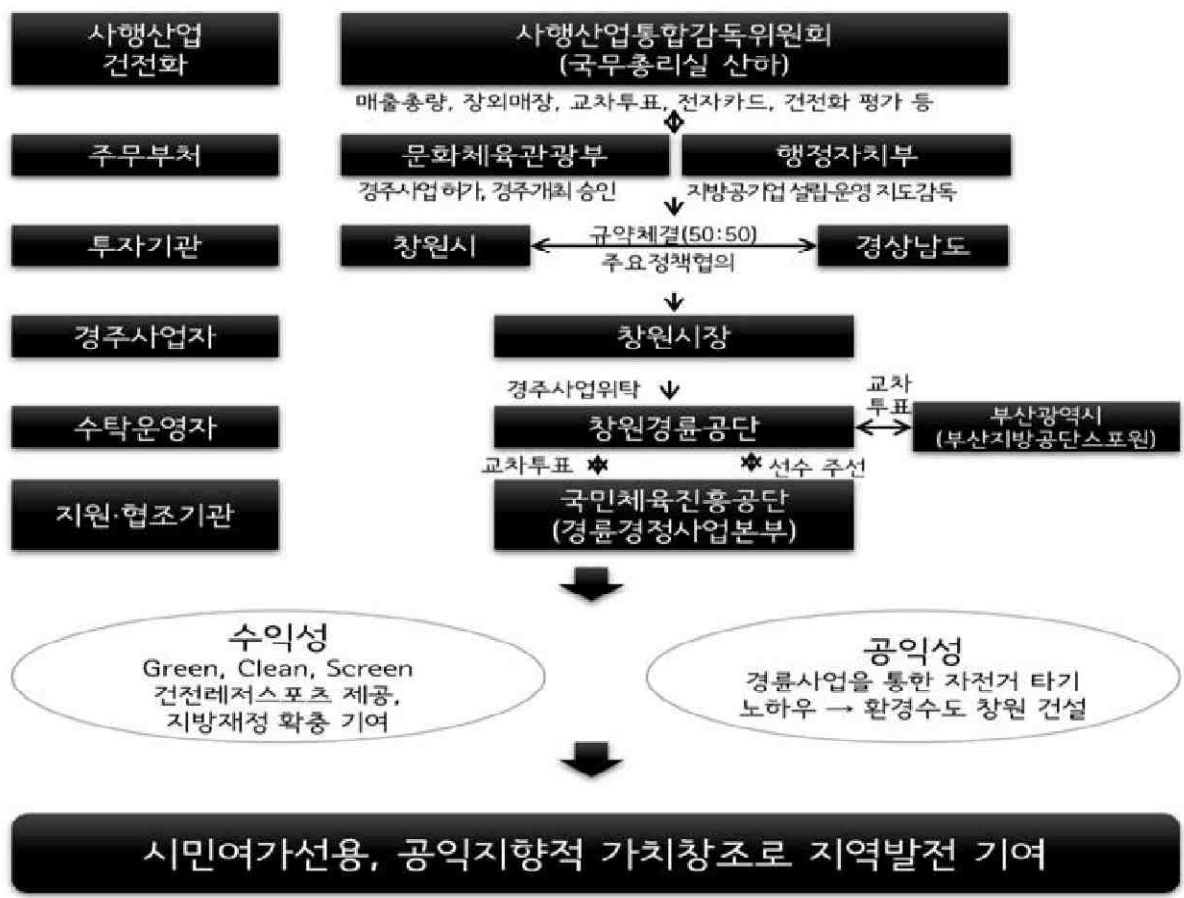 사행산업
건전화
사행산업통합감독위원회
(국무총리실 산하)
매출총량, 장외매장, 교차투표, 전자카드, 건전화 평가 등
주무부처
문화체육관광부
행정자치부
경주사업 허가, 경주개최 승인
지방공기업 설립·운영 지도감독
투자기관
창원시
규약체결(50:50)
주요정책협의
경상남도
경주사업자
창원시장
경주사업위탁
교차
투표
수탁운영자
창원경륜공단
부산광역시
(부산지방공단스포원)
교차투표
선수 주선
지원·협조기관
국민체육진흥공단
(경륜경정사업본부)
수익성
Green, Clean, Screen
건전레저스포츠 제공,
지방재정 확충 기여
공익성
경륜사업을 통한 자전거 타기
노하우 → 환경수도 창원 건설
시민여가선용, 공익지향적 가치창조로 지역발전 기여